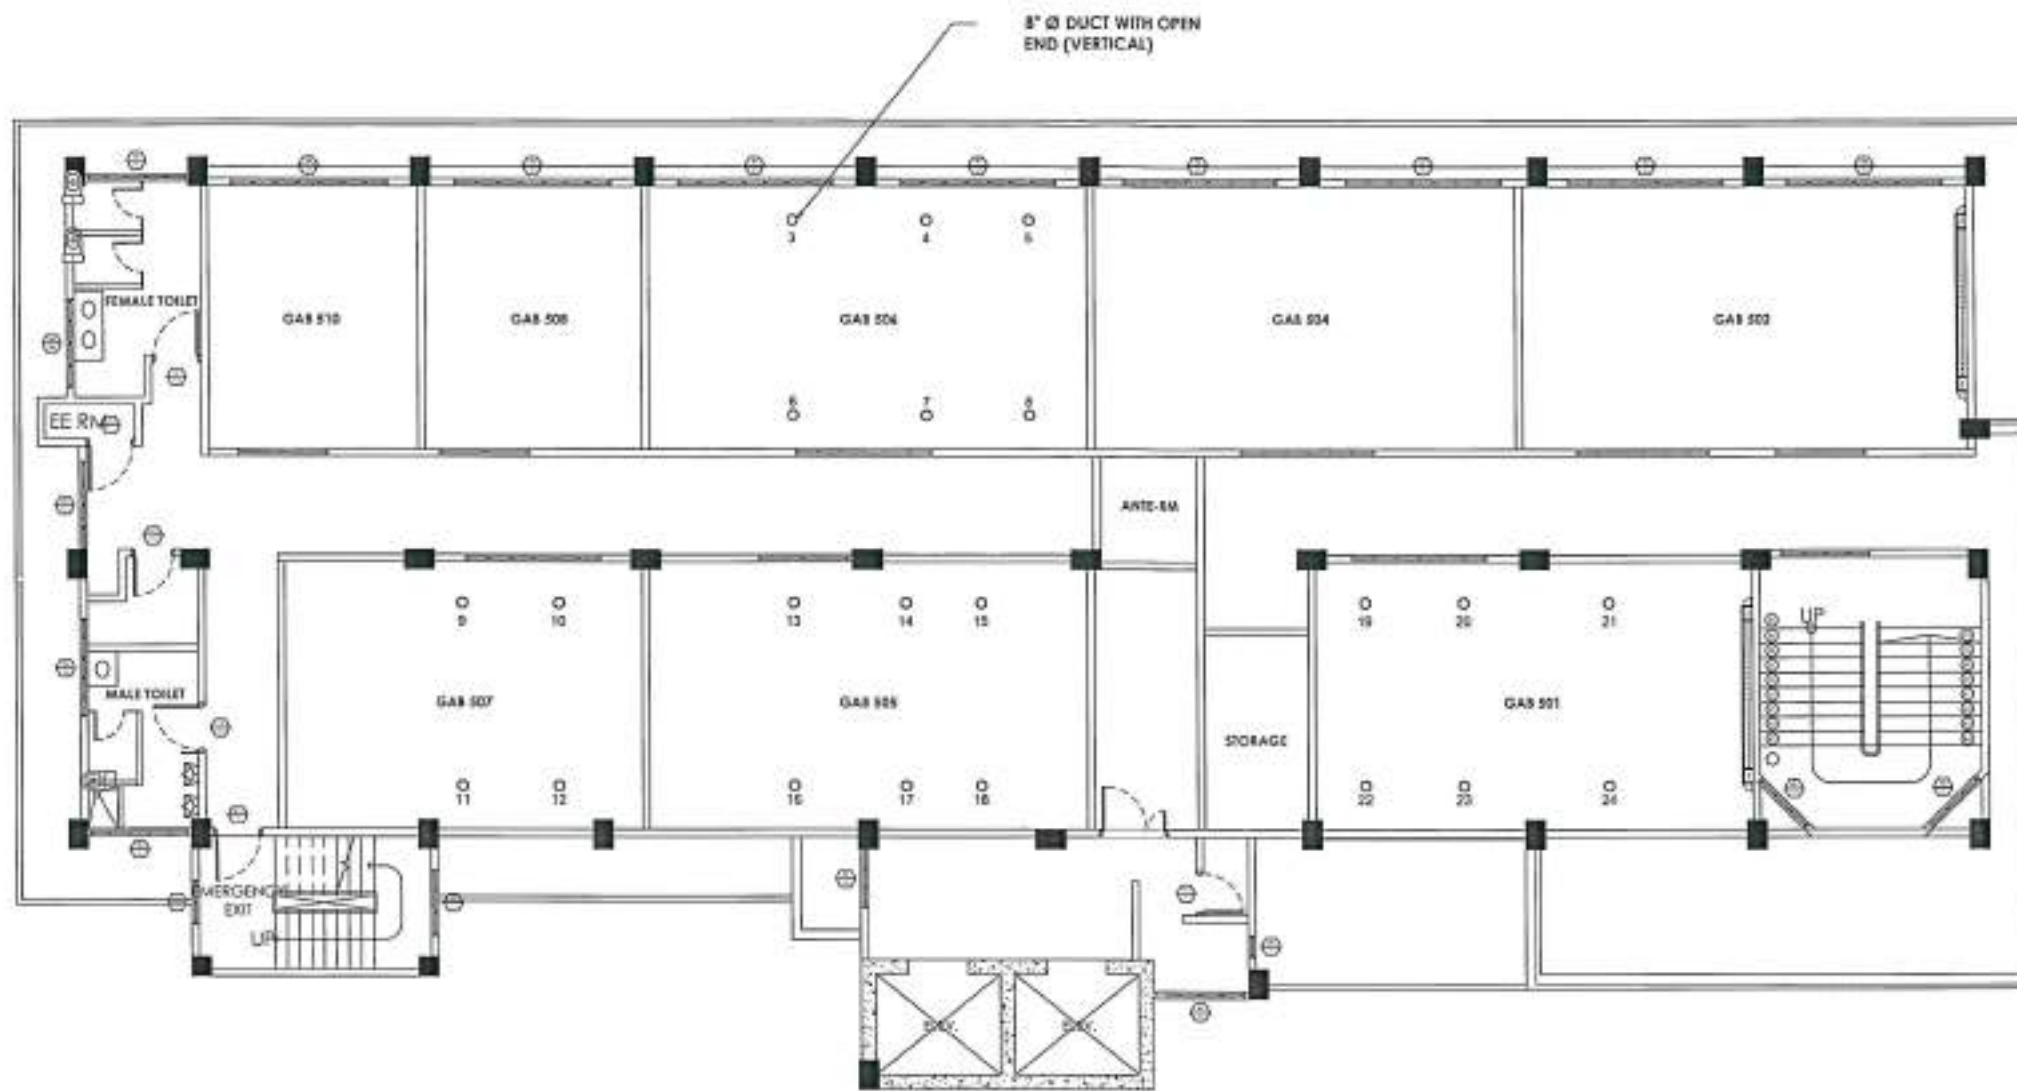 8" Ø DUCT WITH OPEN
END (VERTICAL)
3 4 5
FEMALE TOILET
GAB 510
GAB 508
GAB 506
GAB 504
GAB 502
6 7 8
EE RM
ANTE-RM
9 10
13 14 15
19 20 21
UP
MALE TOILET
GAB 507
GAB 505
GAB 501
STORAGE
11 12
16 17 18
22 23 24
EMERGENCY
EXIT
UP